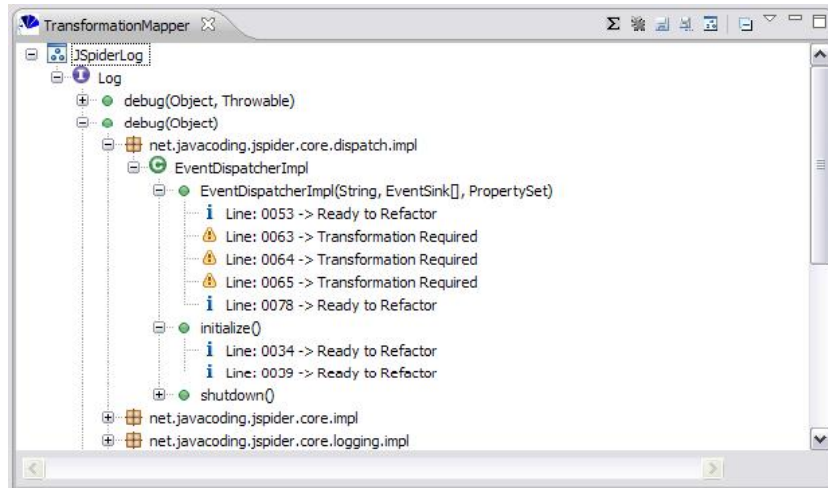 TransformationMapper
JSpiderLog
Log
debug(Object, Throwable)
debug(Object)
net.javacoding.jspider.core.dispatch.impl
EventDispatcherImpl
EventDispatcherImpl(String, EventSink[], PropertySet)
Line: 0053 -> Ready to Refactor
Line: 0063 -> Transformation Required
Line: 0064 -> Transformation Required
Line: 0065 -> Transformation Required
Line: 0078 -> Ready to Refactor
initialize()
Line: 0034 -> Ready to Refactor
Line: 0039 -> Ready to Refactor
shutdown()
net.javacoding.jspider.core.impl
net.javacoding.jspider.core.logging.impl